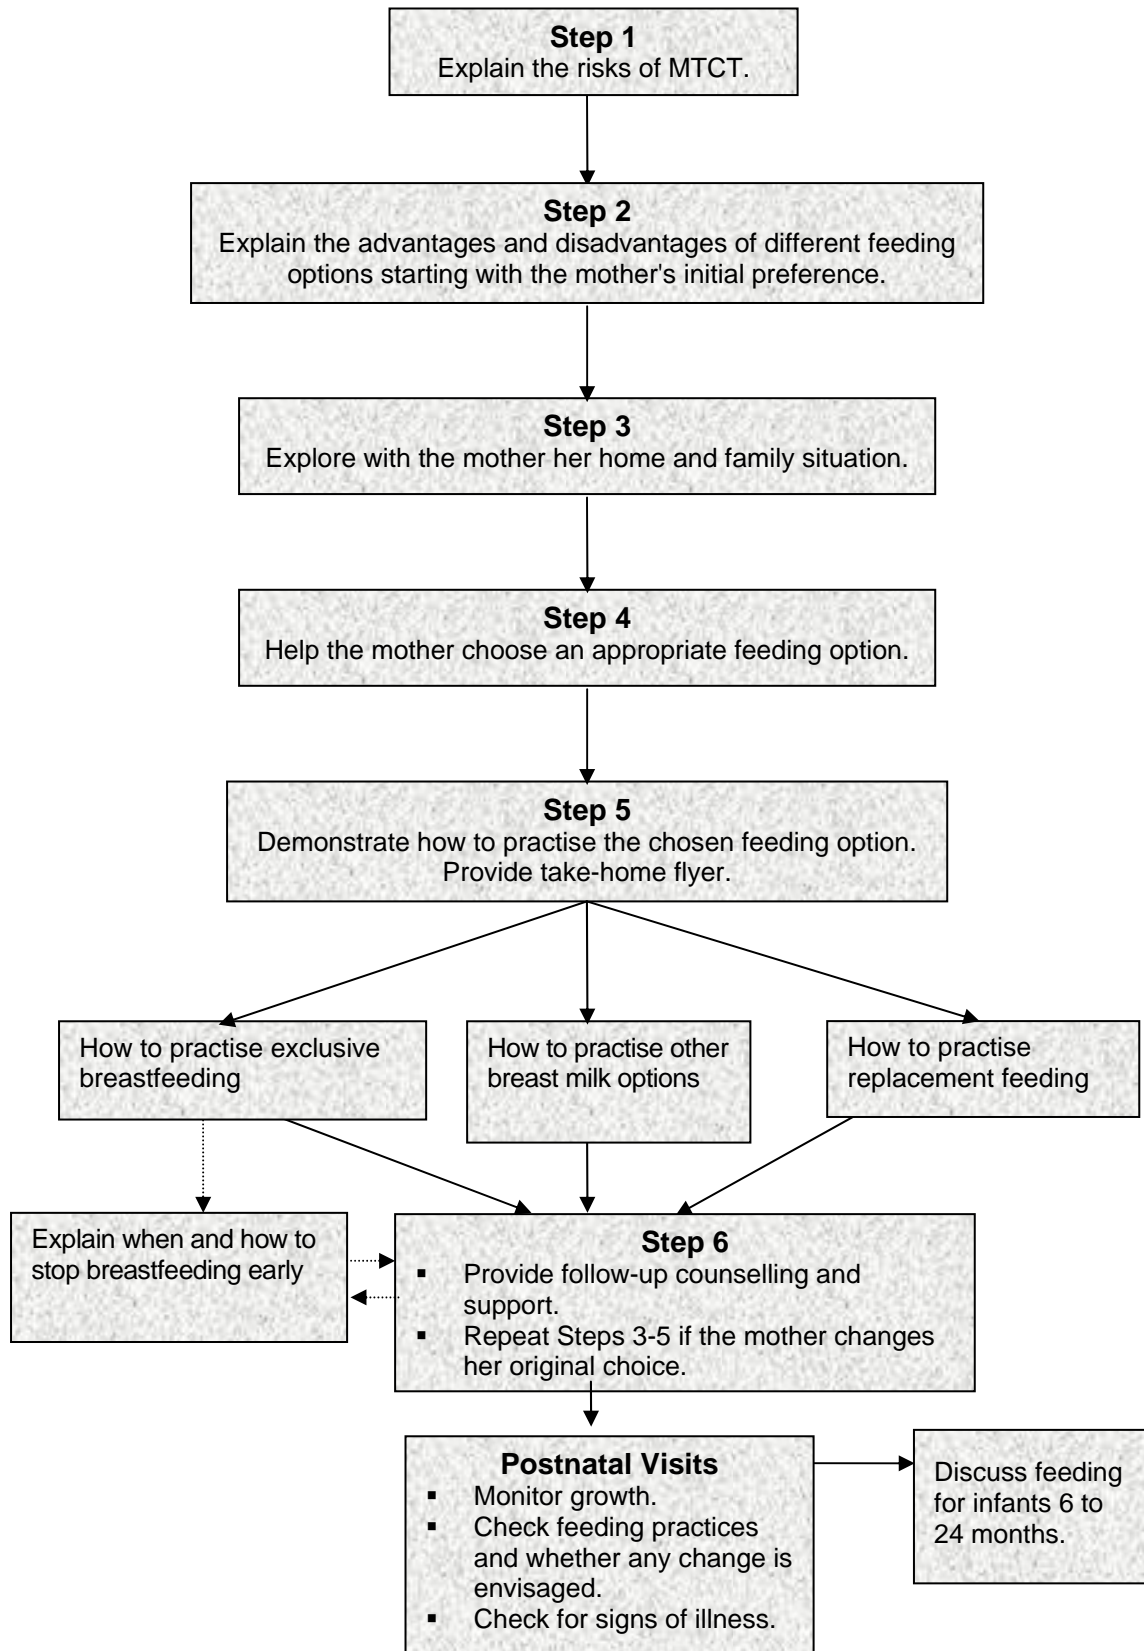 Step 1
Explain the risks of MTCT.
Step 2
Explain the advantages and disadvantages of different feeding
options starting with the mother's initial preference.
Step 3
Explore with the mother her home and family situation.
Step 4
Help the mother choose an appropriate feeding option.
Step 5
Demonstrate how to practise the chosen feeding option.
Provide take-home flyer.
How to practise exclusive
breastfeeding
How to practise other
breast milk options
How to practise
replacement feeding
Explain when and how to
stop breastfeeding early
Step 6
▪ Provide follow-up counselling and
support.
▪ Repeat Steps 3-5 if the mother changes
her original choice.
Postnatal Visits
▪ Monitor growth.
▪ Check feeding practices
and whether any change is
envisaged.
▪ Check for signs of illness.
Discuss feeding
for infants 6 to
24 months.